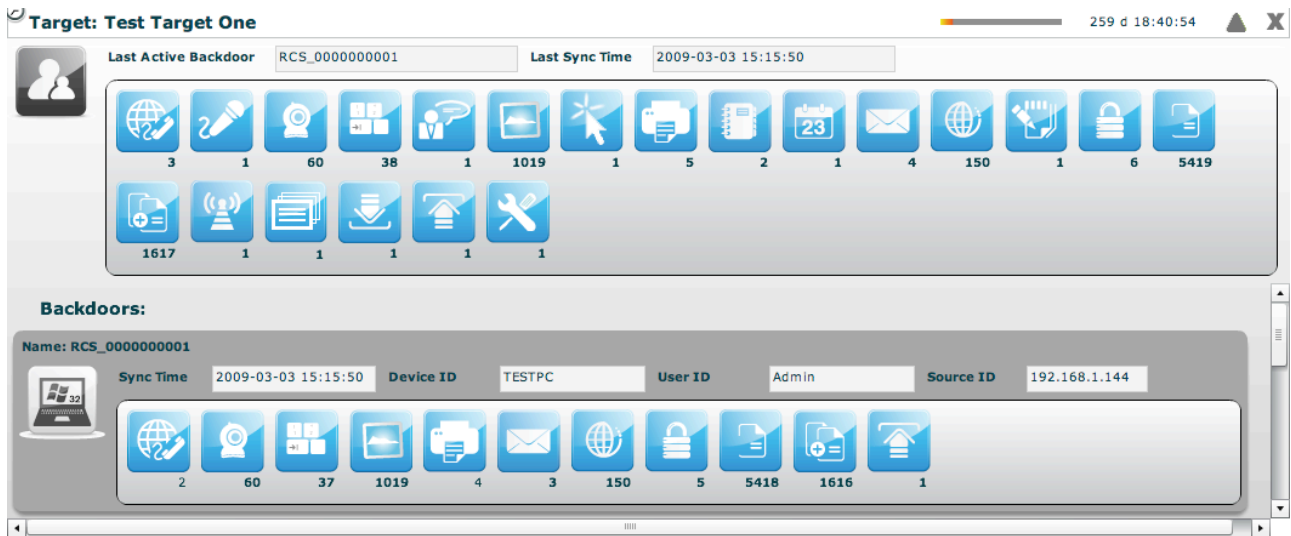 Target: Test Target One 259 d 18:40:54 X
Last Active Backdoor RCS_0000000001 Last Sync Time 2009-03-03 15:15:50
23
3 1 60 38 1 1019 1 5 2 1 4 150 1 6 5419
1617 1 1 1 1 1
Backdoors:
Name: RCS_0000000001
Sync Time 2009-03-03 15:15:50 Device ID TESTPC User ID Admin Source ID 192.168.1.144
32
2 60 37 1019 4 3 150 5 5418 1616 1